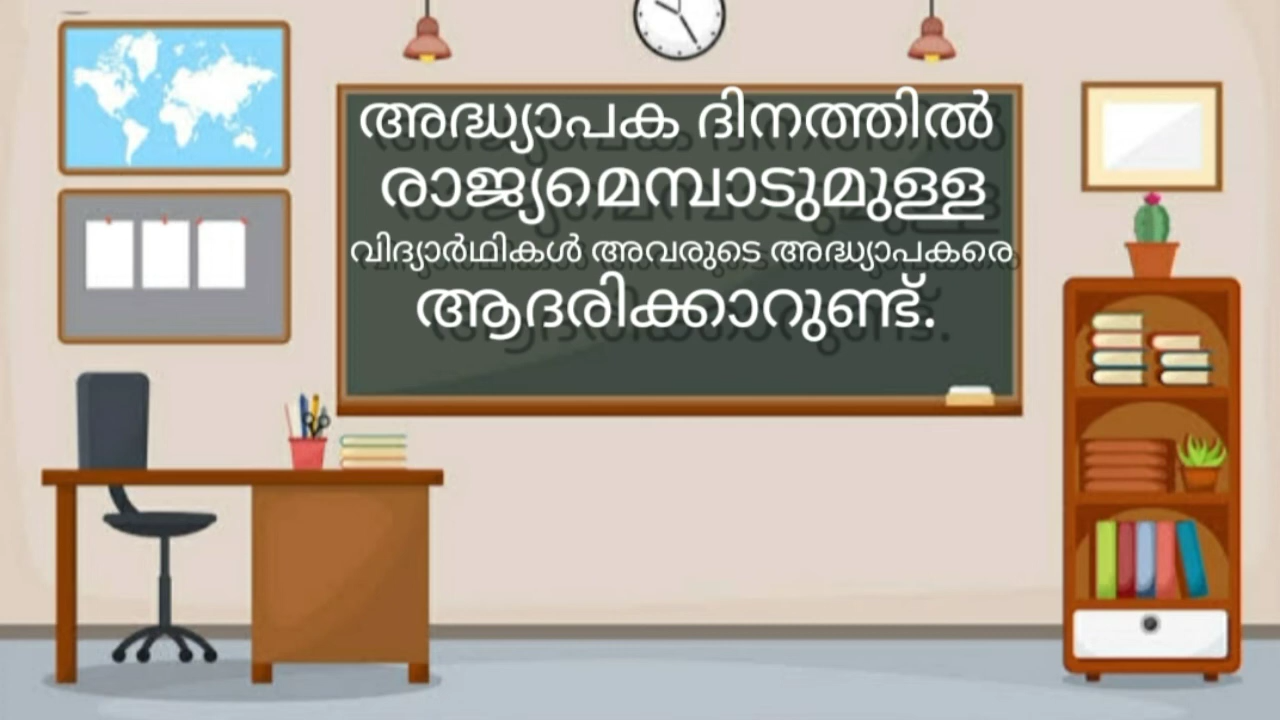 അദ്ധ്യാപക ദിനത്തിൽ
രാജ്യമെമ്പാടുമുള്ള
വിദ്യാർഥികൾ അവരുടെ അദ്ധ്യാപകരെ
ആദരിക്കാറുണ്ട്.